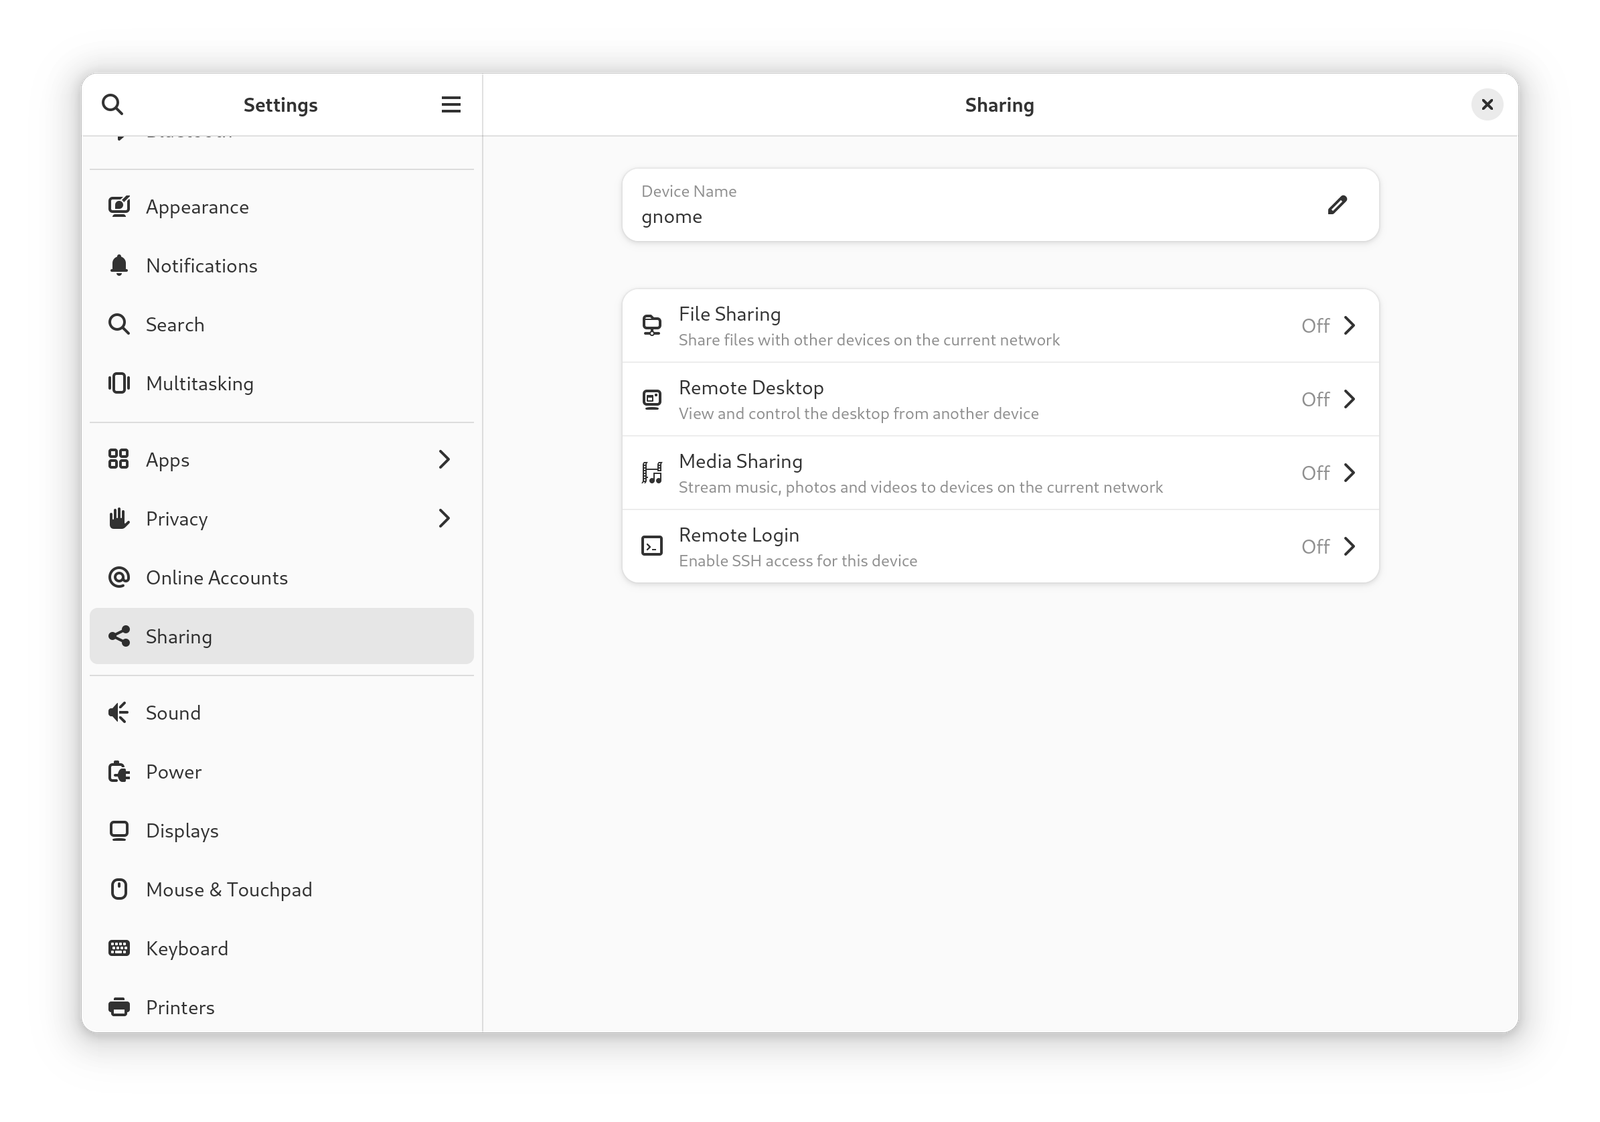 Settings
Sharing
Appearance
Notifications
Search
Multitasking
Apps
Privacy
Online Accounts
Sharing
Sound
Power
Displays
Mouse & Touchpad
Keyboard
Printers
Device Name
gnome
File Sharing
Share files with other devices on the current network
Off
Remote Desktop
View and control the desktop from another device
Off
Media Sharing
Stream music, photos and videos to devices on the current network
Off
Remote Login
Enable SSH access for this device
Off